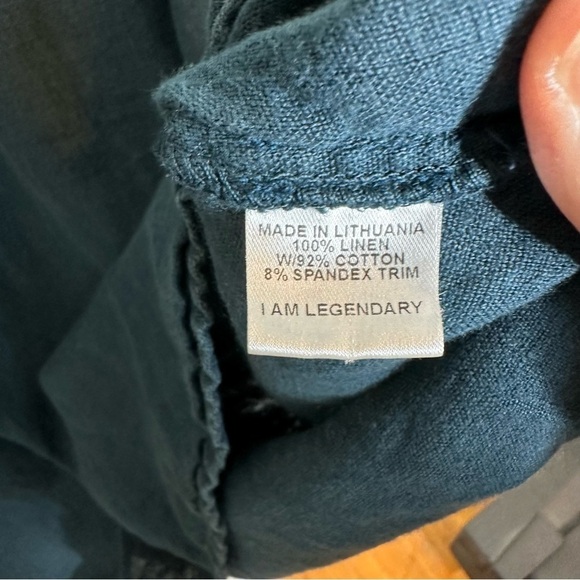 MADE IN LITHUANIA
100% LINEN
W/92% COTTON
8% SPANDEX TRIM
I AM LEGENDARY